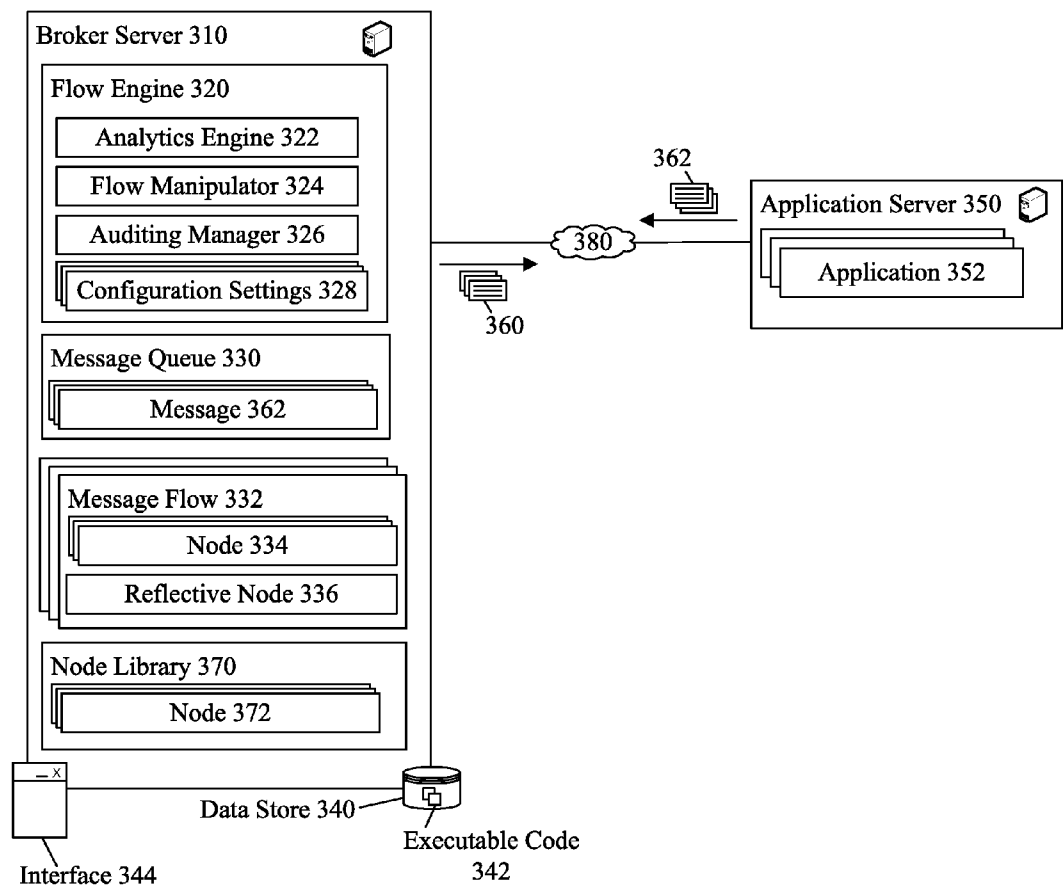 Broker Server 310
Flow Engine 320
Analytics Engine 322
Flow Manipulator 324
Auditing Manager 326
Configuration Settings 328
Message Queue 330
Message 362
Message Flow 332
Node 334
Reflective Node 336
Node Library 370
Node 372
Data Store 340
Executable Code
342
Interface 344
_ X
362
380
360
Application Server 350
Application 352